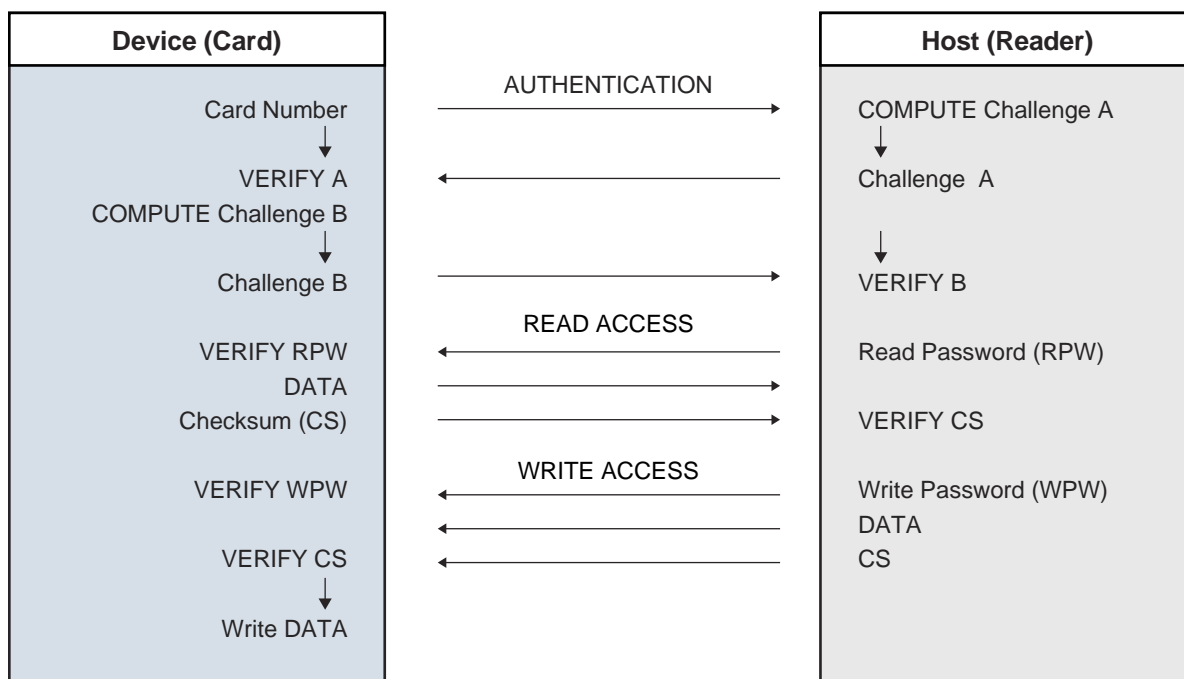 Device (Card)
Host (Reader)
AUTHENTICATION
Card Number
COMPUTE Challenge A
VERIFY A
Challenge A
COMPUTE Challenge B
Challenge B
VERIFY B
READ ACCESS
VERIFY RPW
Read Password (RPW)
DATA
Checksum (CS)
VERIFY CS
WRITE ACCESS
VERIFY WPW
Write Password (WPW)
DATA
VERIFY CS
CS
Write DATA